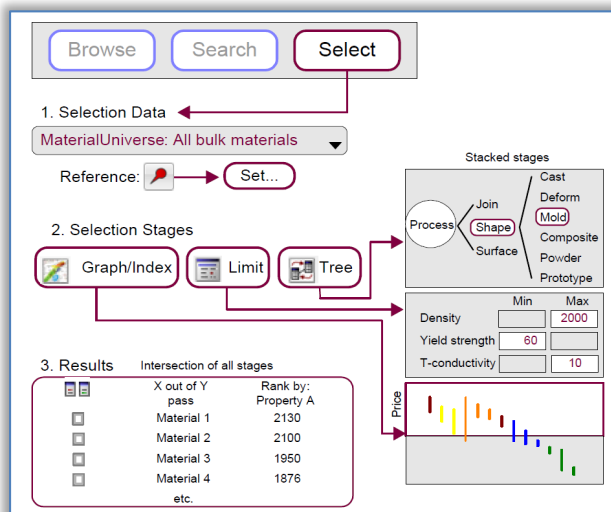 Browse Search Select
1. Selection Data
MaterialUniverse: All bulk materials
Reference: Set...
2. Selection Stages
Graph/Index Limit Tree
Stacked stages
Cast
Join Deform
Process Shape Mold
Surface Composite
Powder
Prototype
Min Max
Density 2000
Yield strength 60
T-conductivity 10
Price
3. Results Intersection of all stages
X out of Y Rank by:
pass Property A
Material 1 2130
Material 2 2100
Material 3 1950
Material 4 1876
etc.